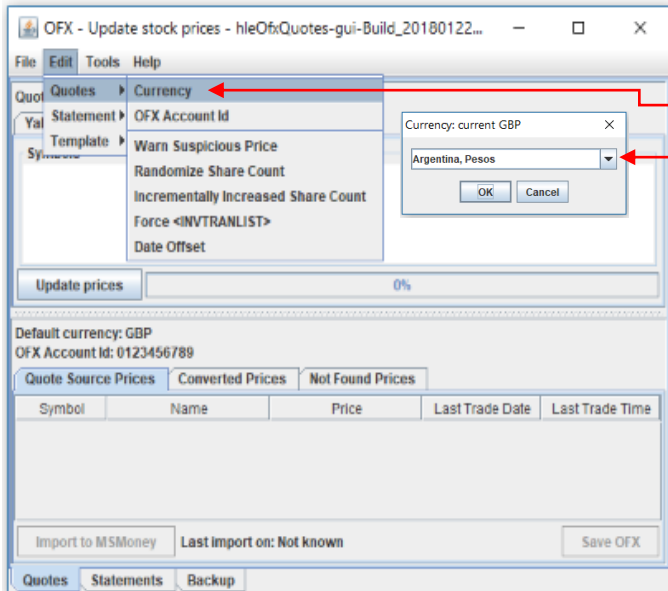 OFX - Update stock prices - hleOfxQuotes-gui-Build_20180122...
File Edit Tools Help
Quotes Currency
Statement OFX Account Id
Template Warn Suspicious Price
Randomize Share Count
Incrementally Increased Share Count
Force <INVTRANLIST>
Date Offset
Currency: current GBP
Argentina, Pesos
OK Cancel
Update prices 0%
Default currency: GBP
OFX Account Id: 0123456789
Quote Source Prices Converted Prices Not Found Prices
Symbol Name Price Last Trade Date Last Trade Time
Import to MSMoney Last import on: Not known Save OFX
Quotes Statements Backup